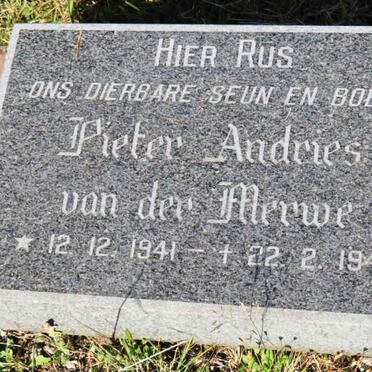 HIER RUS
ONS DIERBARE SEUN EN
Pieter Andries
van der Merwe
★ 12. 12. 1941 – + 22. 2.